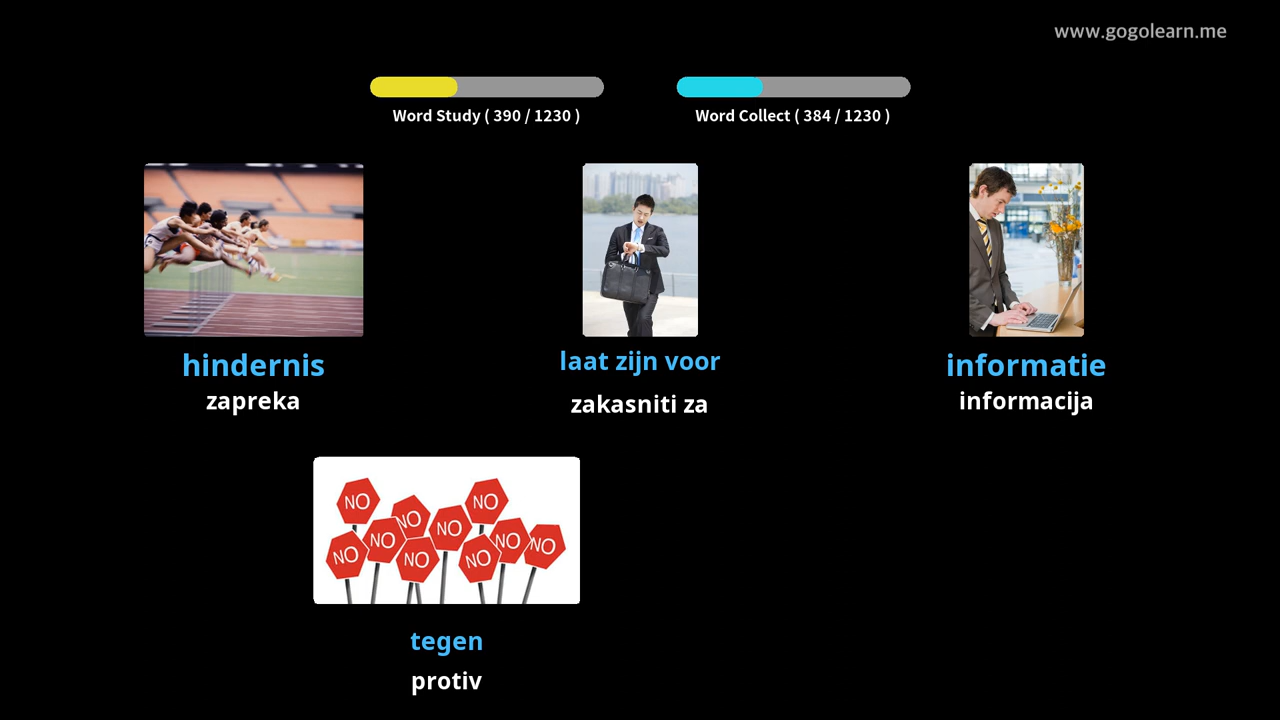 www.gogolearn.me
Word Study ( 390 / 1230 )
Word Collect ( 384 / 1230 )
hindernis
zapreka
laat zijn voor
zakasniti za
informatie
informacija
NO
NO
NO
NO
NO
NO
NO
NO
NO
NO
tegen
protiv